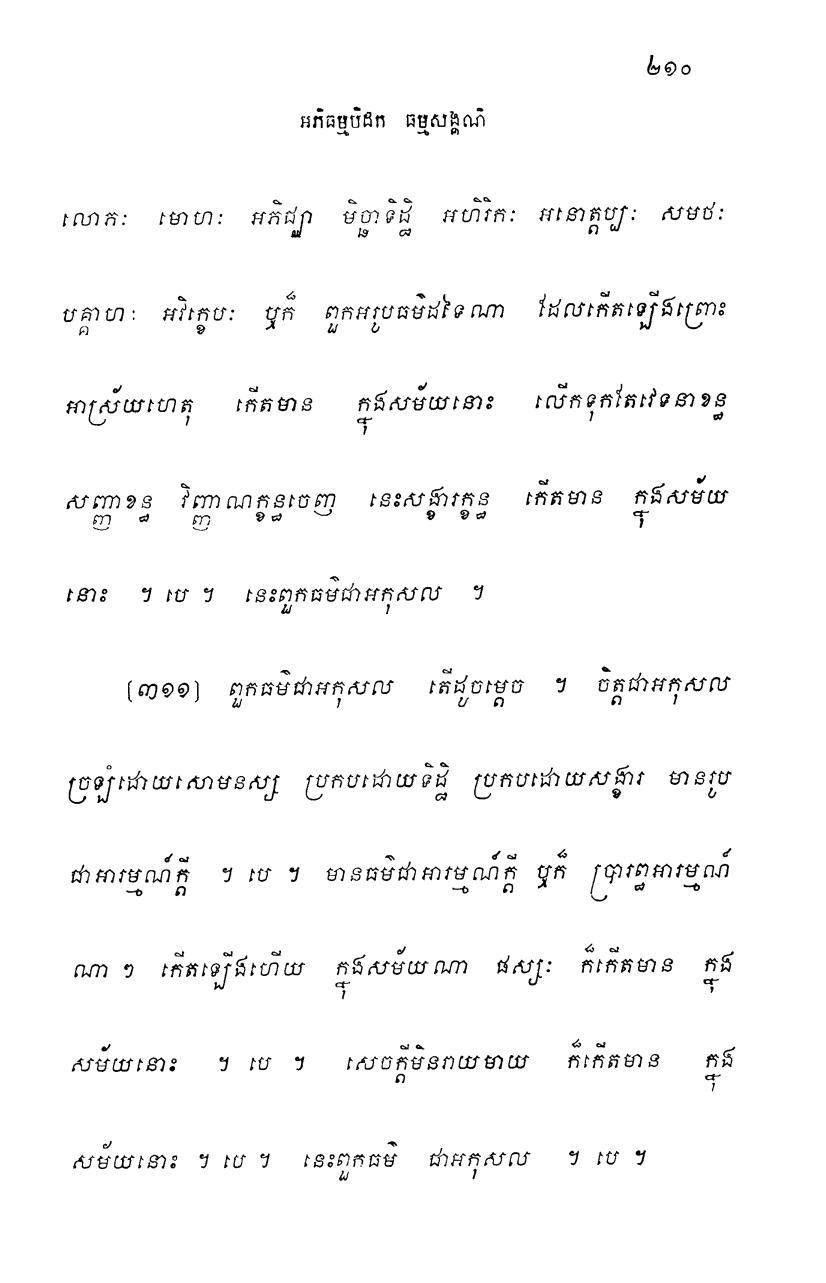 ២១០
អភិធម្មបិដក ធម្មសង្គណិ
លោភៈ មោហៈ អភិជ្ឈា មិច្ឆាទិដ្ឋិ អហិរិកៈ អនោត្តប្បៈ សមថៈ
បគ្គាហៈ អវិក្ខេបៈ ឬក៏ ពួកអរូបធម៌ដទៃណា ដែលកើតឡើងព្រោះ
អាស្រ័យហេតុ កើតមាន ក្នុងសម័យនោះ លើកទុកតែវេទនាខន្ធ
សញ្ញាខន្ធ វិញ្ញាណក្ខន្ធចេញ នេះសង្ខារក្ខន្ធ កើតមាន ក្នុងសម័យ
នោះ ។ បេ ។ នេះពួកធម៌ជាអកុសល ។
(៣១១) ពួកធម៌ជាអកុសល តើដូចម្តេច ។ ចិត្តជាអកុសល
ច្រឡំដោយសោមនស្ស ប្រកបដោយទិដ្ឋិ ប្រកបដោយសង្ខារ មានរូប
ជាអារម្មណ៍ក្តី ។ បេ ។ មានធម៌ជាអារម្មណ៍ក្តី ឬក៏ ប្រារព្ធអារម្មណ៍
ណា ៗ កើតឡើងហើយ ក្នុងសម័យណា ផស្សៈ ក៏កើតមាន ក្នុង
សម័យនោះ ។ បេ ។ សេចក្តីមិនរាយមាយ ក៏កើតមាន ក្នុង
សម័យនោះ ។ បេ ។ នេះពួកធម៌ ជាអកុសល ។ បេ ។